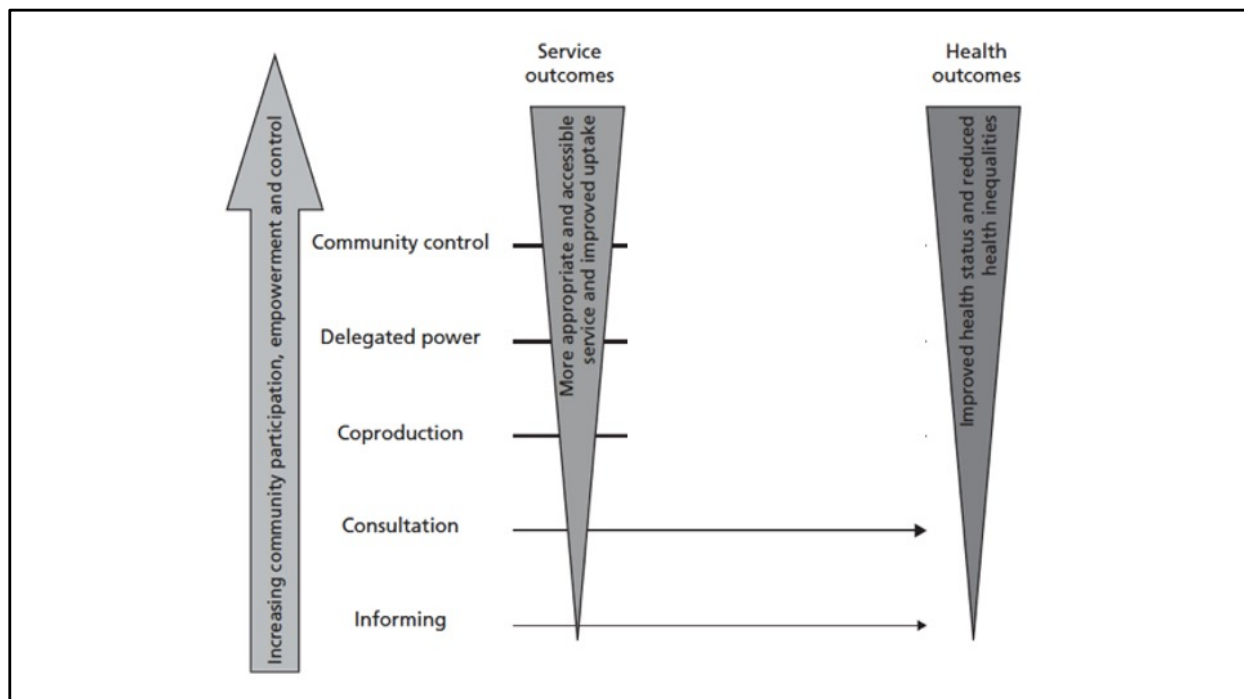 Service
outcomes
Health
outcomes
Increasing community participation, empowerment and control
More appropriate and accessible
service and improved uptake
Improved health status and reduced
health inequalities
Community control
Delegated power
Coproduction
Consultation
Informing